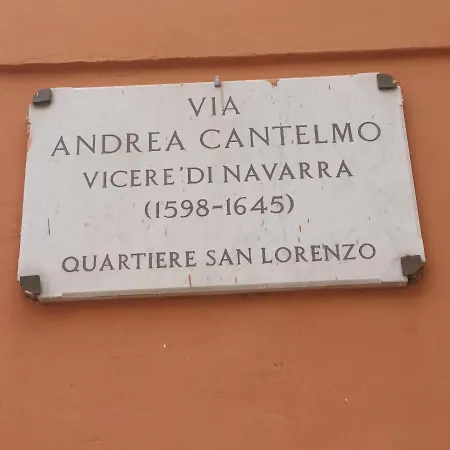 VIA
ANDREA CANTELMO
VICERE' DI NAVARRA
(1598-1645)
QUARTIERE SAN LORENZO